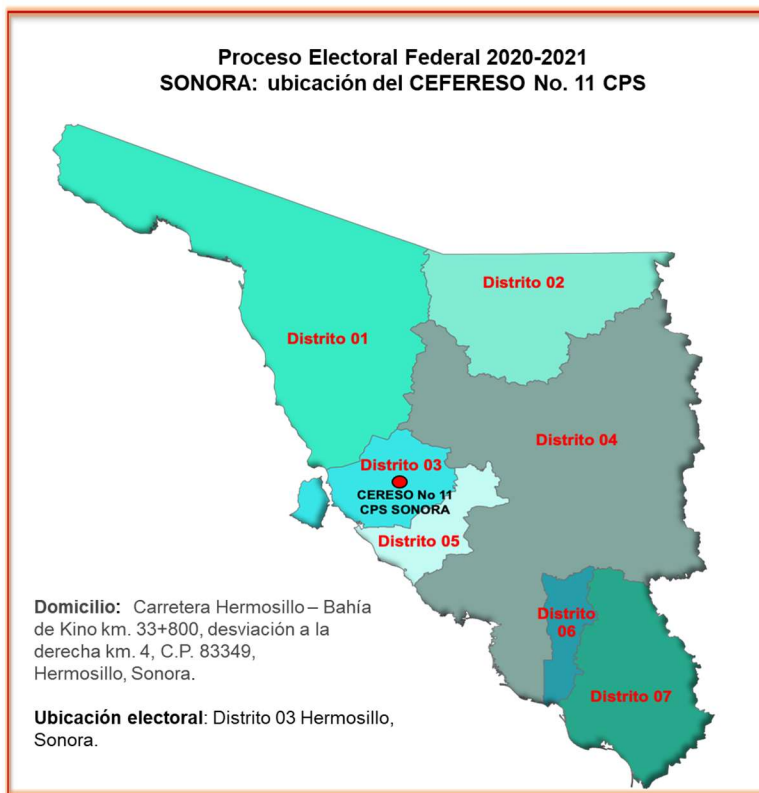 Proceso Electoral Federal 2020-2021
SONORA: ubicación del CEFERESO No. 11 CPS
Distrito 02
Distrito 01
Distrito 04
Distrito 03
CERESO No 11
CPS SONORA
Distrito 05
Distrito
06
Distrito 07
Domicilio: Carretera Hermosillo – Bahía
de Kino km. 33+800, desviación a la
derecha km. 4, C.P. 83349,
Hermosillo, Sonora.
Ubicación electoral: Distrito 03 Hermosillo,
Sonora.